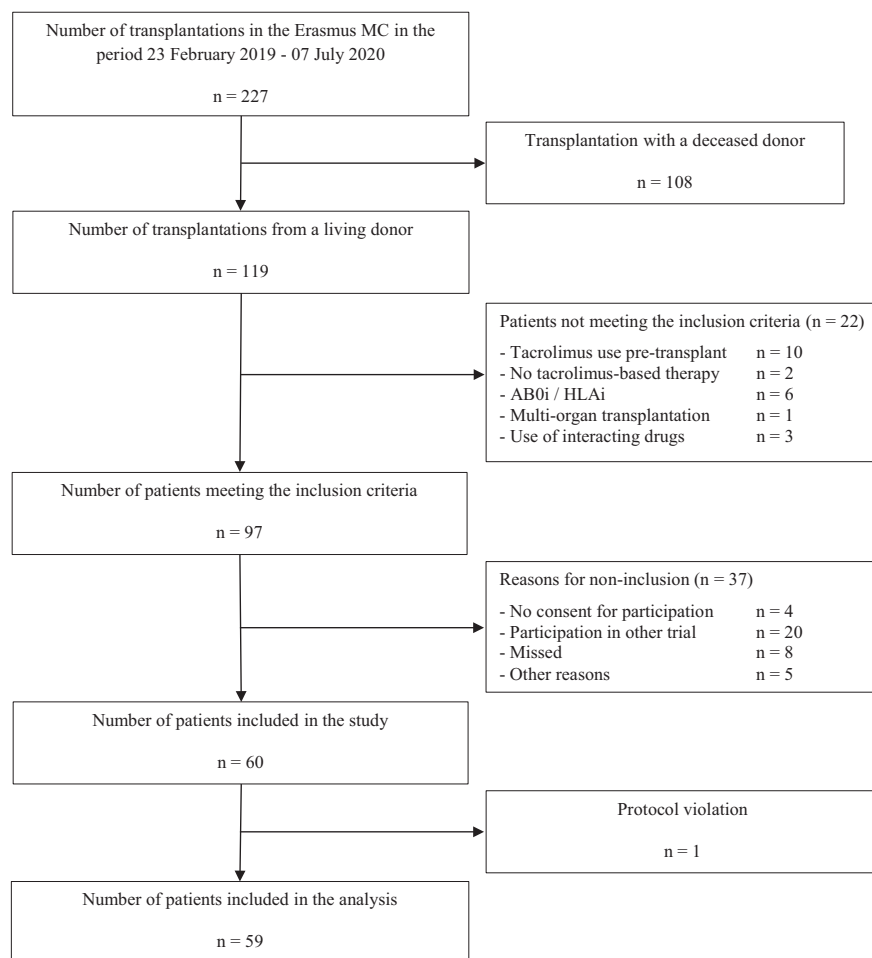 Number of transplantations in the Erasmus MC in the
period 23 February 2019 - 07 July 2020
n = 227
Transplantation with a deceased donor
n = 108
Number of transplantations from a living donor
n = 119
Patients not meeting the inclusion criteria (n = 22)
- Tacrolimus use pre-transplant n = 10
- No tacrolimus-based therapy n = 2
- AB0i / HLAi n = 6
- Multi-organ transplantation n = 1
- Use of interacting drugs n = 3
Number of patients meeting the inclusion criteria
n = 97
Reasons for non-inclusion (n = 37)
- No consent for participation n = 4
- Participation in other trial n = 20
- Missed n = 8
- Other reasons n = 5
Number of patients included in the study
n = 60
Protocol violation
n = 1
Number of patients included in the analysis
n = 59